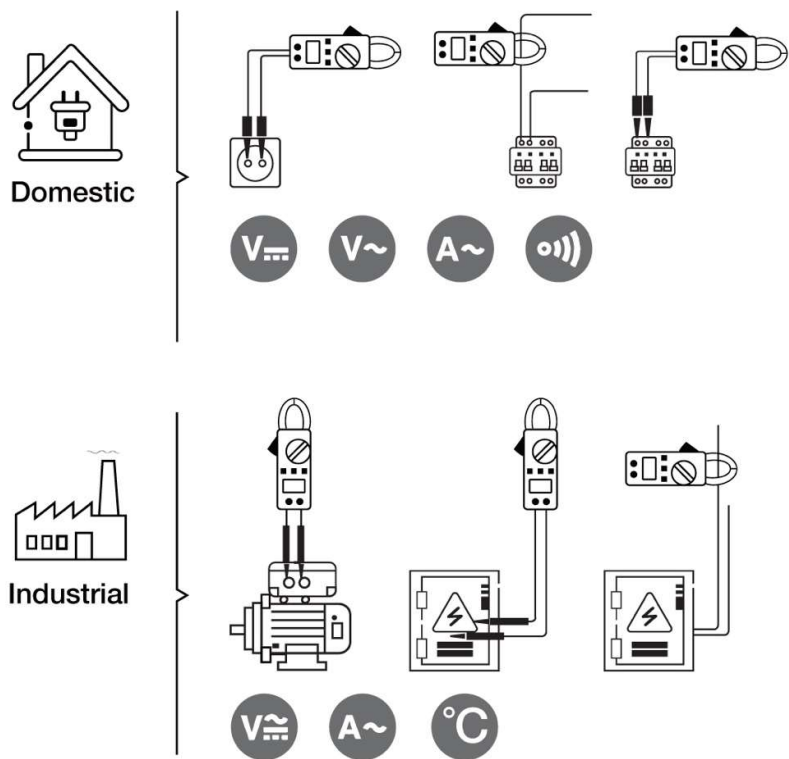 Domestic
V⎓
V~
A~
Industrial
V≂⎓
A~
°C